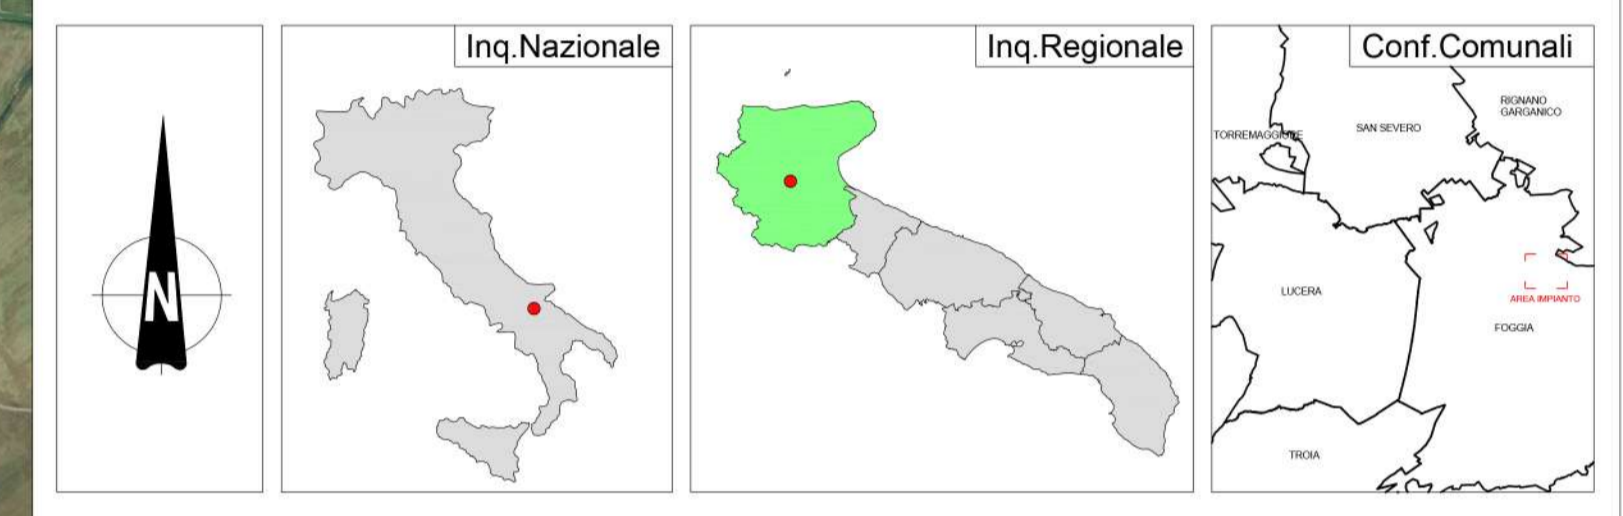 N
Inq.Nazionale
Inq.Regionale
Conf.Comunali
RIGNANO
GARGANICO
SAN SEVERO
TORREMAGGIORE
LUCERA
AREA IMPIANTO
FOGGIA
TROIA